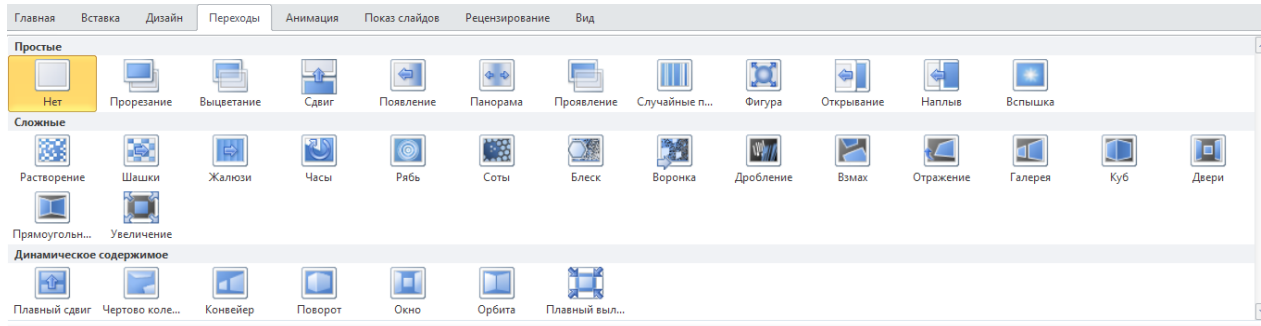 Главная Вставка Дизайн Переходы Анимация Показ слайдов Рецензирование Вид
Простые
Нет Прорезание Выцветание Сдвиг Появление Панорама Проявление Случайные п... Фигура Открывание Наплыв Вспышка
Сложные
Растворение Шашки Жалюзи Часы Рябь Соты Блеск Воронка Дробление Взмах Отражение Галерея Куб Двери
Прямоугольн... Увеличение
Динамическое содержимое
Плавный сдвиг Чертово коле... Конвейер Поворот Окно Орбита Плавный выл...